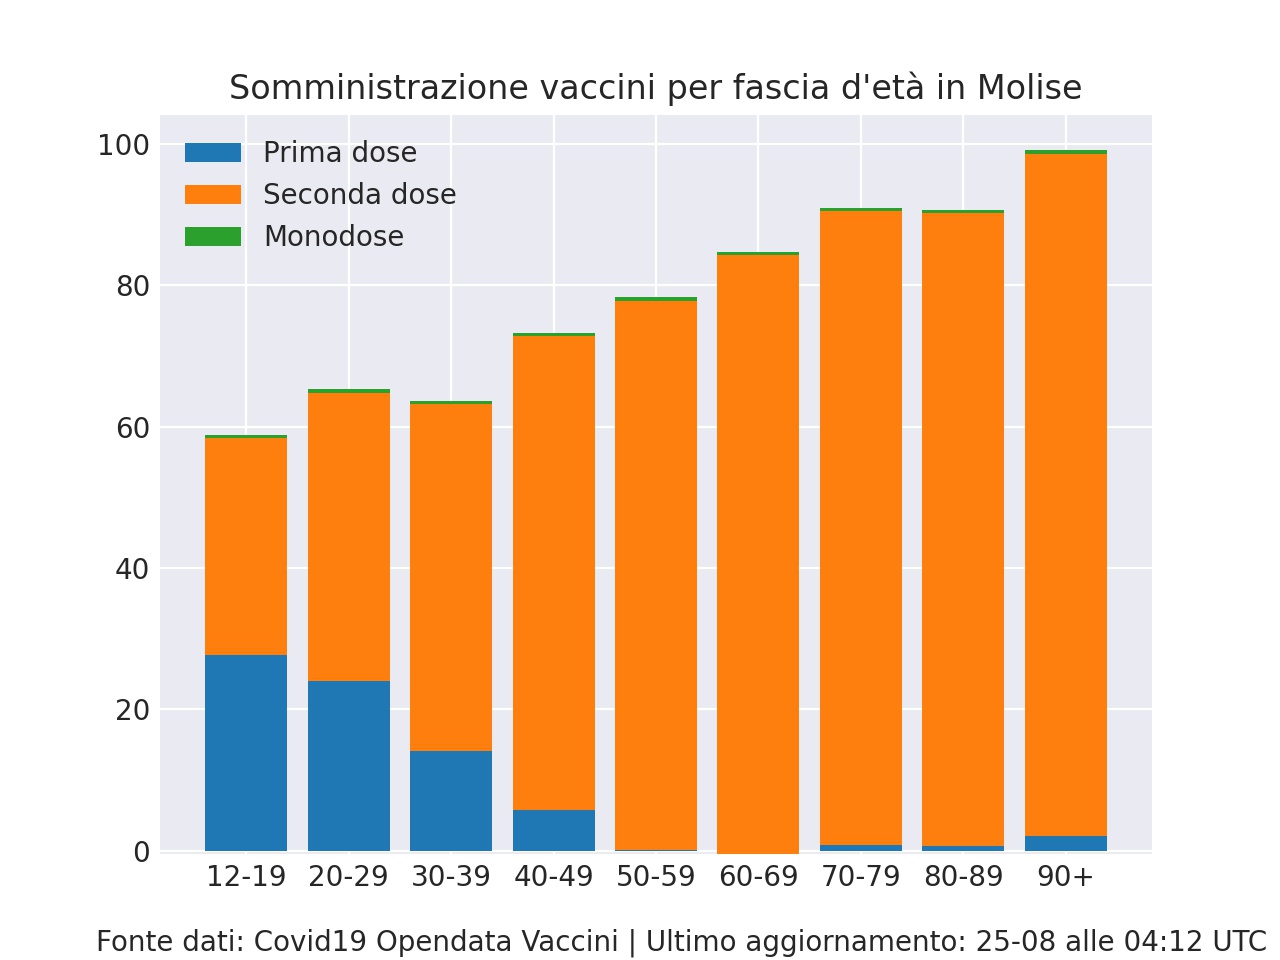 Somministrazione vaccini per fascia d'età in Molise
Prima dose
Seconda dose
Monodose
100
80
60
40
20
0
12-19 20-29 30-39 40-49 50-59 60-69 70-79 80-89 90+
Fonte dati: Covid19 Opendata Vaccini | Ultimo aggiornamento: 25-08 alle 04:12 UTC